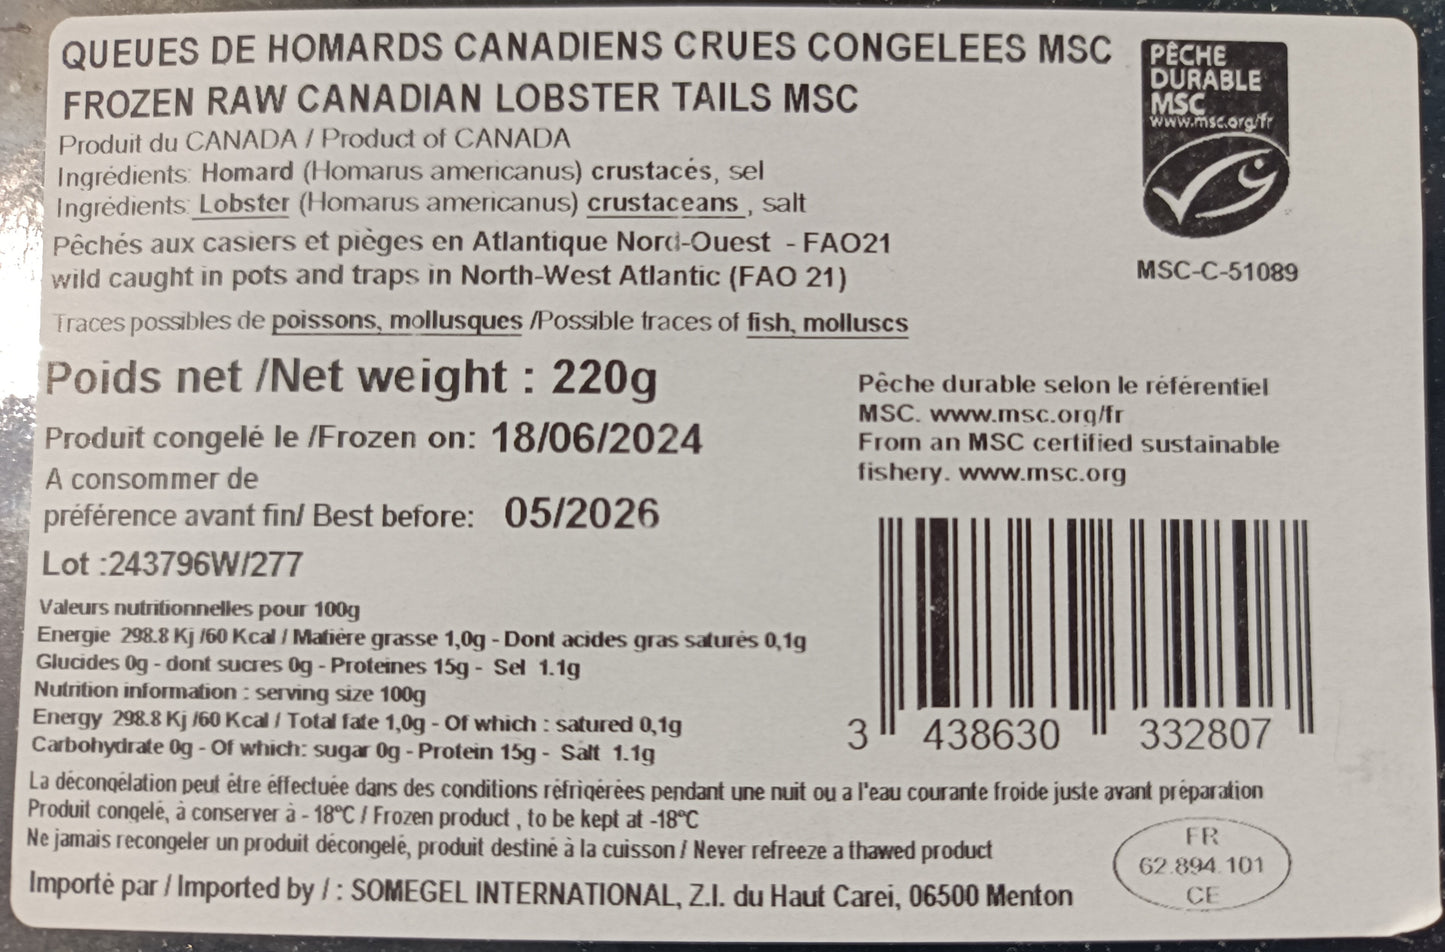 QUEUES DE HOMARDS CANADIENS CRUES CONGELEES MSC
FROZEN RAW CANADIAN LOBSTER TAILS MSC
Produit du CANADA / Product of CANADA
Ingrédients: Homard (Homarus americanus) crustacés, sel
Ingrédients: Lobster (Homarus americanus) crustaceans , salt
Pêchés aux casiers et pièges en Atlantique Nord-Ouest - FAO21
wild caught in pots and traps in North-West Atlantic (FAO 21)
Traces possibles de poissons, mollusques /Possible traces of fish, molluscs
PÊCHE
DURABLE
MSC
www.msc.org/fr
MSC-C-51089
Poids net /Net weight : 220g
Produit congelé le /Frozen on: 18/06/2024
A consommer de
préférence avant fin/ Best before: 05/2026
Lot :243796W/277
Pêche durable selon le référentiel
MSC. www.msc.org/fr
From an MSC certified sustainable
fishery. www.msc.org
Valeurs nutritionnelles pour 100g
Energie 298.8 Kj /60 Kcal / Matière grasse 1,0g - Dont acides gras saturés 0,1g
Glucides 0g - dont sucres 0g - Proteines 15g - Sel 1.1g
Nutrition information : serving size 100g
Energy 298.8 Kj /60 Kcal / Total fate 1,0g - Of which : satured 0,1g
Carbohydrate 0g - Of which: sugar 0g - Protein 15g - Salt 1.1g
3 438630 332807
La décongélation peut être éffectuée dans des conditions réfrigérées pendant une nuit ou a l'eau courante froide juste avant préparation
Produit congelé, à conserver à - 18°C / Frozen product , to be kept at -18°C
Ne jamais recongeler un produit décongelé, produit destiné à la cuisson / Never refreeze a thawed product
Importé par / Imported by / : SOMEGEL INTERNATIONAL, Z.I. du Haut Carei, 06500 Menton
FR
62.894.101
CE